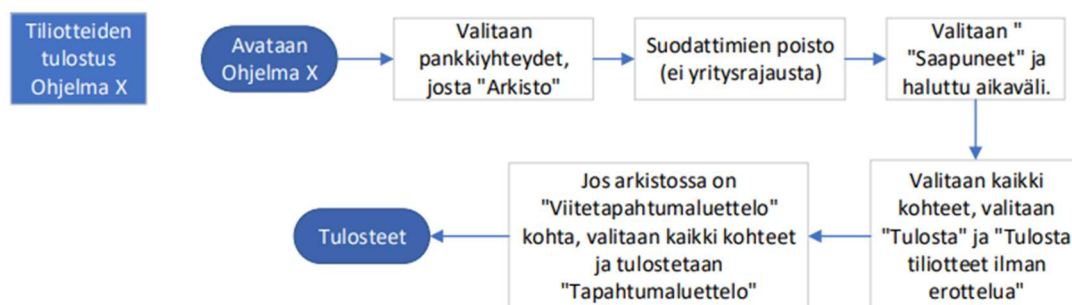 Tiliotteiden
tulostus
Ohjelma X
Avataan
Ohjelma X
Valitaan
pankkiyhteydet,
josta "Arkisto"
Suodattimien poisto
(ei yritysrajausta)
Valitaan "
"Saapuneet" ja
haluttu aikaväli.
Valitaan kaikki
kohteet, valitaan
"Tulosta" ja "Tulosta
tiliotteet ilman
erottelua"
Jos arkistossa on
"Viitetapahtumaluettelo"
kohta, valitaan kaikki kohteet
ja tulostetaan
"Tapahtumaluettelo"
Tulosteet